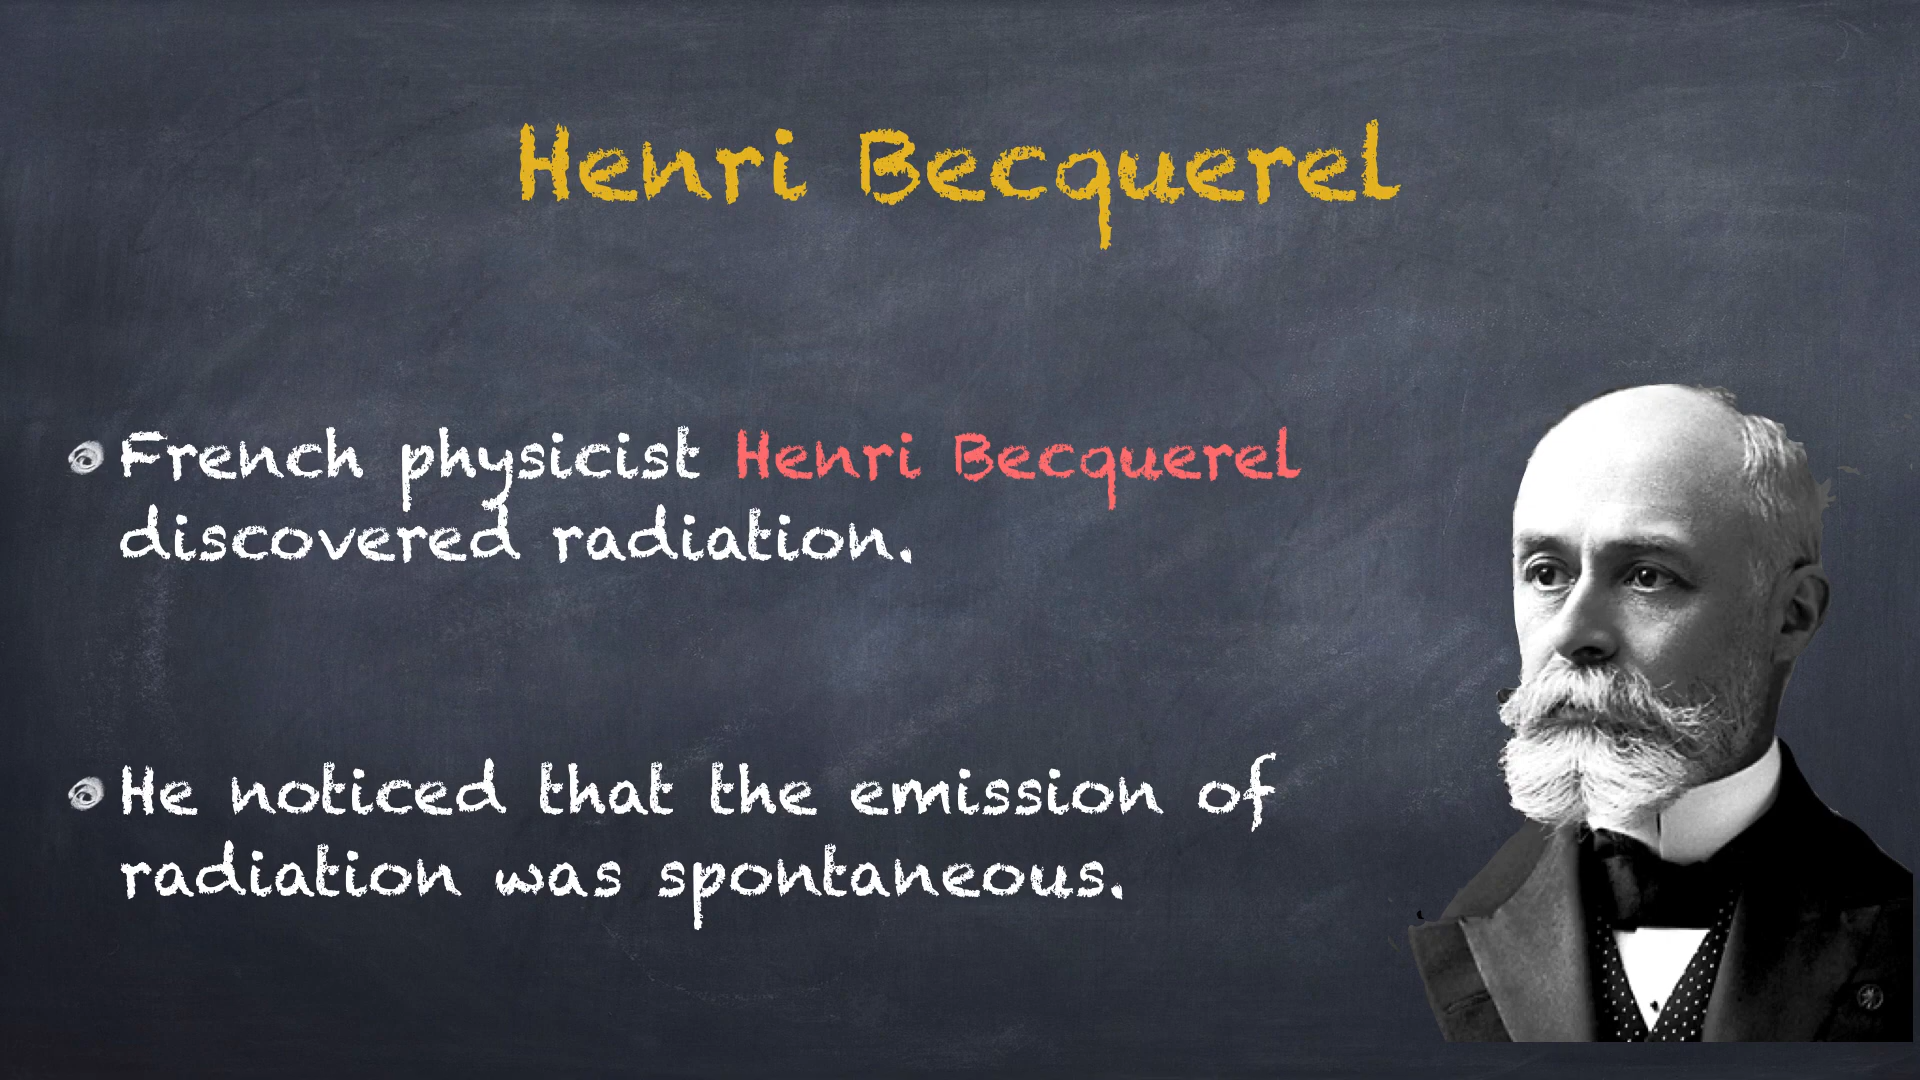 Henri Becquerel
French physicist Henri Becquerel
discovered radiation.
He noticed that the emission of
radiation was spontaneous.